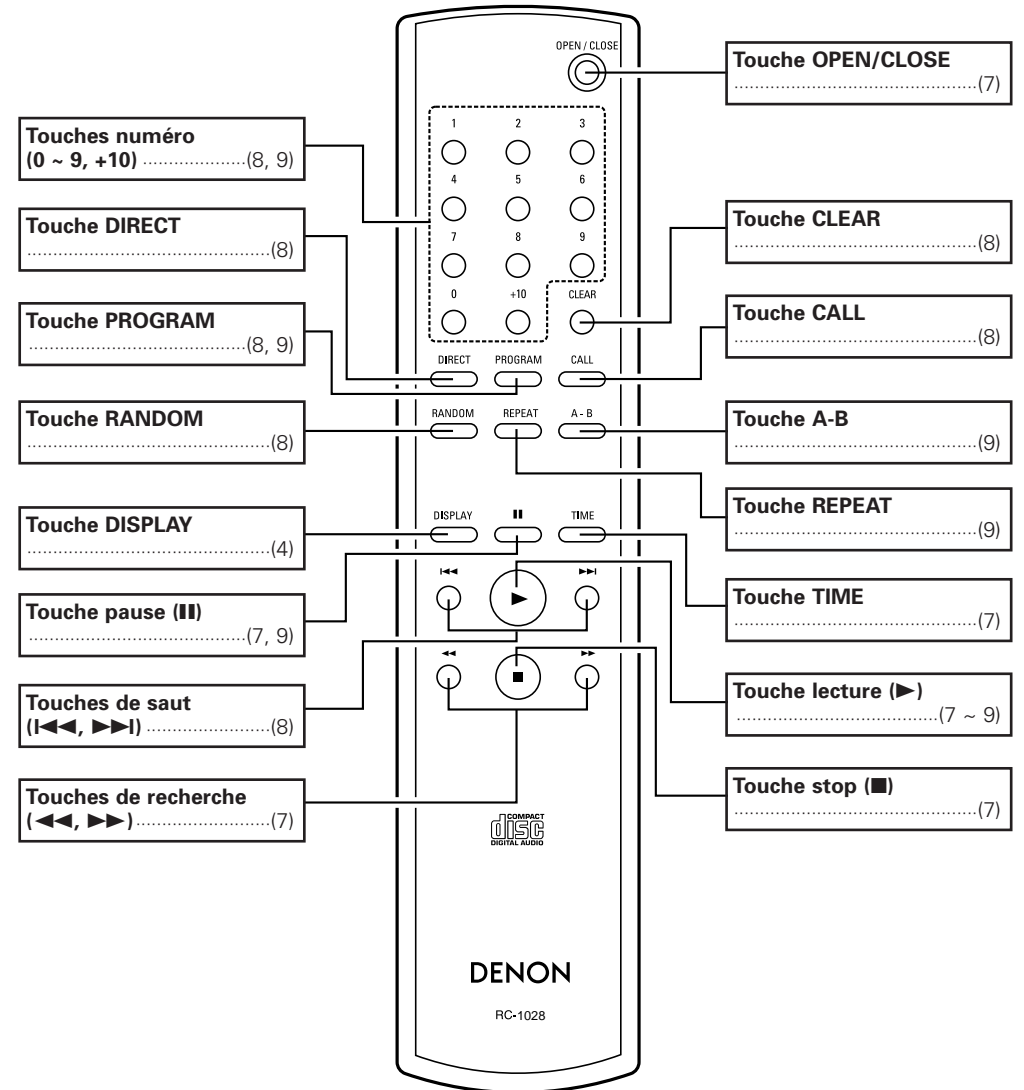 OPEN / CLOSE
1 2 3
4 5 6
7 8 9
0 +10 CLEAR
DIRECT PROGRAM CALL
RANDOM REPEAT A - B
DISPLAY TIME
COMPACT
disc
DIGITAL AUDIO
DENON
RC-1028
Touches numéro
(0 ~ 9, +10) ....................(8, 9)
Touche DIRECT
..........................................(8)
Touche PROGRAM
.....................................(8, 9)
Touche RANDOM
..........................................(8)
Touche DISPLAY
..........................................(4)
Touche pause (❚❚)
.....................................(7, 9)
Touches de saut
(I◄◄, ►►I) .......................(8)
Touches de recherche
(◄◄, ►►) .........................(7)
Touche OPEN/CLOSE
..........................................(7)
Touche CLEAR
..........................................(8)
Touche CALL
..........................................(8)
Touche A-B
..........................................(9)
Touche REPEAT
..........................................(9)
Touche TIME
..........................................(7)
Touche lecture (►)
...................................(7 ~ 9)
Touche stop (■)
..........................................(7)